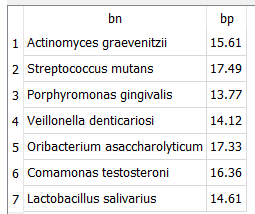 bn bp
1 Actinomyces graevenitzii 15.61
2 Streptococcus mutans 17.49
3 Porphyromonas gingivalis 13.77
4 Veillonella denticariosi 14.12
5 Oribacterium asaccharolyticum 17.33
6 Comamonas testosteroni 16.36
7 Lactobacillus salivarius 14.61